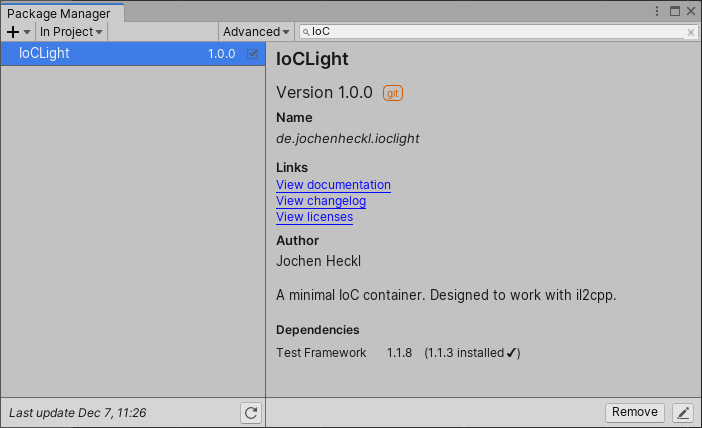 Package Manager
In Project
Advanced
IoC
IoCLight 1.0.0
IoCLight
Version 1.0.0 git
Name
de.jochenheckl.ioclight
Links
View documentation
View changelog
View licenses
Author
Jochen Heckl
A minimal IoC container. Designed to work with il2cpp.
Dependencies
Test Framework 1.1.8 (1.1.3 installed✔)
Last update Dec 7, 11:26
Remove